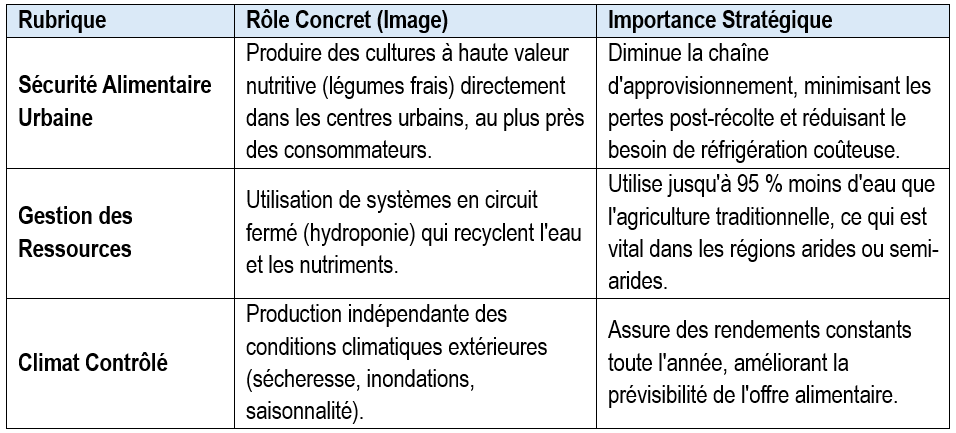 Rubrique
Rôle Concret (Image)
Importance Stratégique
Sécurité Alimentaire
Urbaine
Produire des cultures à haute valeur
nutritive (légumes frais) directement
dans les centres urbains, au plus près
des consommateurs.
Diminue la chaîne
d'approvisionnement, minimisant les
pertes post-récolte et réduisant le
besoin de réfrigération coûteuse.
Gestion des
Ressources
Utilisation de systèmes en circuit
fermé (hydroponie) qui recyclent l'eau
et les nutriments.
Utilise jusqu'à 95 % moins d'eau que
l'agriculture traditionnelle, ce qui est
vital dans les régions arides ou semi-
arides.
Climat Contrôlé
Production indépendante des
conditions climatiques extérieures
(sécheresse, inondations,
saisonnalité).
Assure des rendements constants
toute l'année, améliorant la
prévisibilité de l'offre alimentaire.